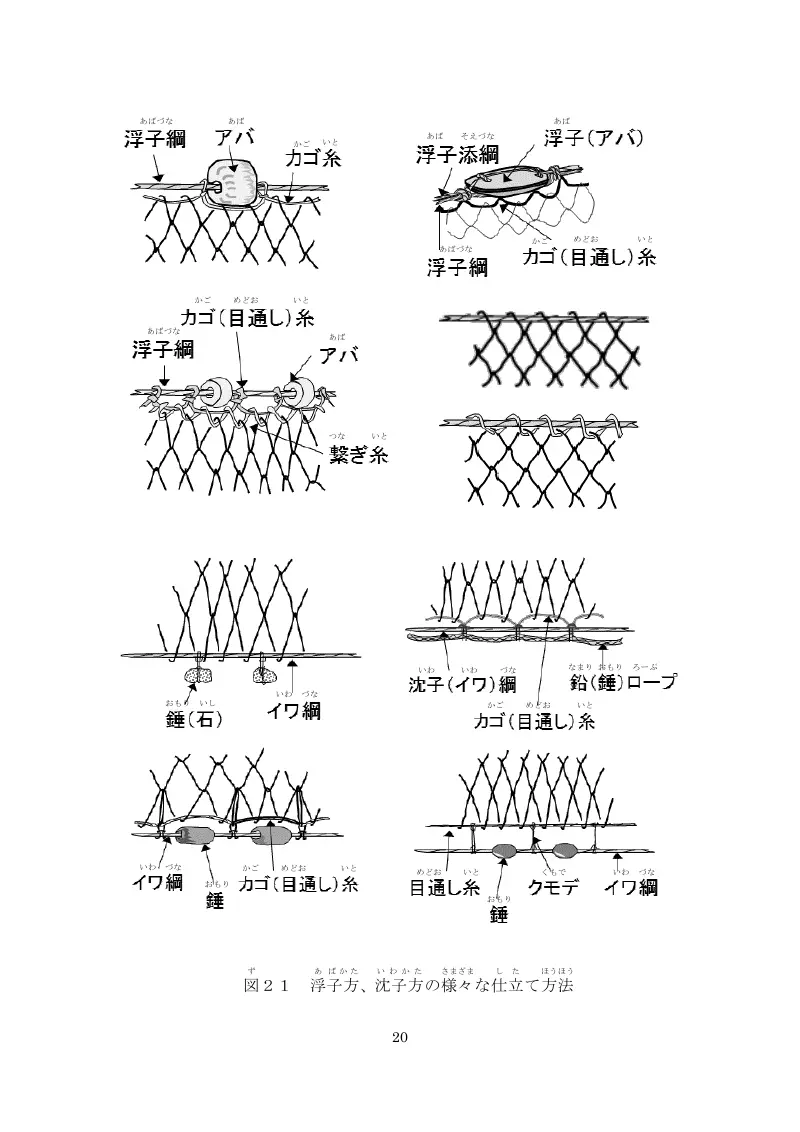 あばづな あば
浮子綱 アバ
かご いと
カゴ糸
あば
浮子(アバ)
あば そえづな
浮子添綱
あばづな
浮子綱
かご めどお いと
カゴ(目通し)糸
かご めどお いと
カゴ(目通し)糸
あばづな
浮子綱
あば
アバ
つな いと
繋ぎ糸
おもり いし
錘(石)
いわ づな
イワ綱
いわ いわ づな
沈子(イワ)綱
なまり おもり ろーぷ
鉛(錘)ロープ
かご めどお いと
カゴ(目通し)糸
いわ づな
イワ綱
おもり
錘
かご めどお いと
カゴ(目通し)糸
めどお いと
目通し糸
おもり
錘
くもで
クモデ
いわ づな
イワ綱
ず あばかた いわかた さまざま した ほうほう
図21 浮子方、沈子方の様々な仕立て方法
20